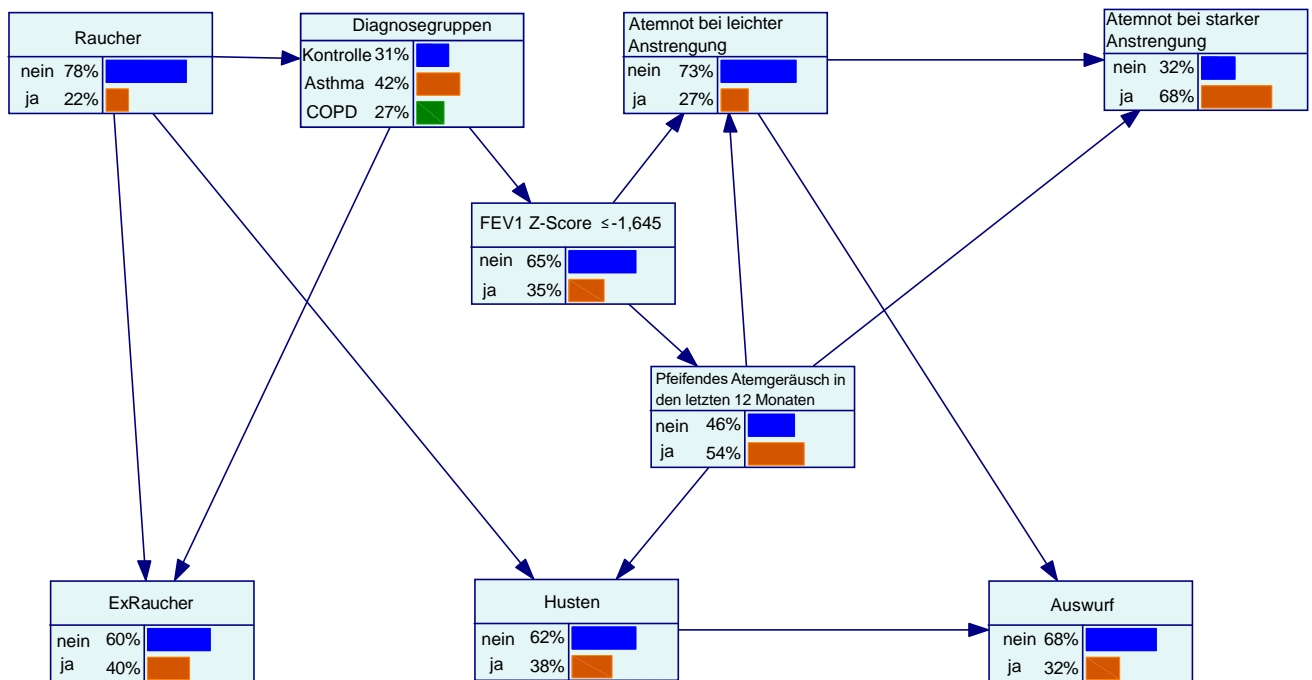 Raucher
nein 78%
ja 22%
Diagnosegruppen
Kontrolle 31%
Asthma 42%
COPD 27%
Atemnot bei leichter
Anstrengung
nein 73%
ja 27%
Atemnot bei starker
Anstrengung
nein 32%
ja 68%
FEV1 Z-Score ≤-1,645
nein 65%
ja 35%
Pfeifendes Atemgeräusch in
den letzten 12 Monaten
nein 46%
ja 54%
ExRaucher
nein 60%
ja 40%
Husten
nein 62%
ja 38%
Auswurf
nein 68%
ja 32%